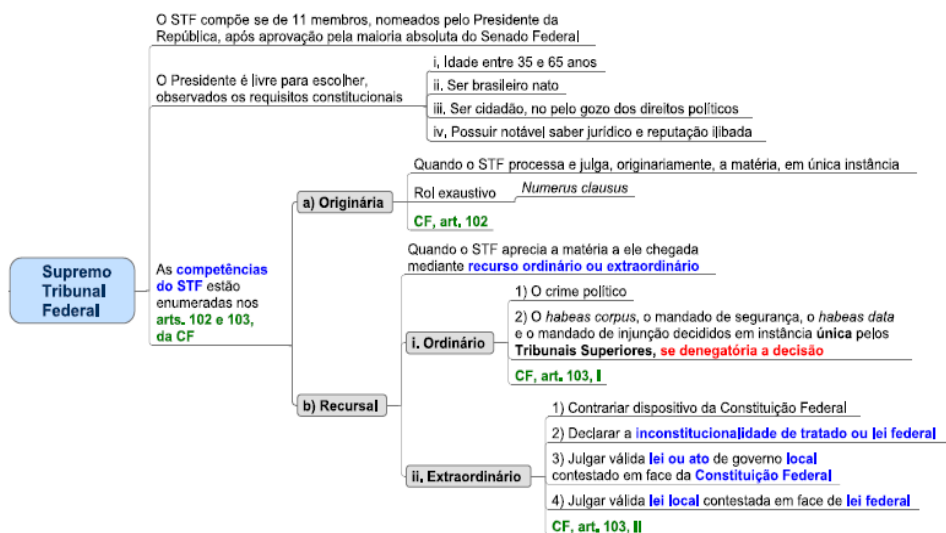 O STF compõe se de 11 membros, nomeados pelo Presidente da
República, após aprovação pela maioria absoluta do Senado Federal
O Presidente é livre para escolher,
observados os requisitos constitucionais
i, Idade entre 35 e 65 anos
ii. Ser brasileiro nato
iii. Ser cidadão, no pelo gozo dos direitos políticos
iv, Possuir notável saber jurídico e reputação ilibada
Supremo
Tribunal
Federal
As competências
do STF estão
enumeradas nos
arts. 102 e 103,
da CF
a) Originária
Quando o STF processa e julga, originariamente, a matéria, em única instância
Rol exaustivo
Numerus clausus
CF, art, 102
b) Recursal
Quando o STF aprecia a matéria a ele chegada
mediante recurso ordinário ou extraordinário
i. Ordinário
1) O crime político
2) O habeas corpus, o mandado de segurança, o habeas data
e o mandado de injunção decididos em instância única pelos
Tribunais Superiores, se denegatória a decisão
CF, art. 103, I
ii, Extraordinário
1) Contrariar dispositivo da Constituição Federal
2) Declarar a inconstitucionalidade de tratado ou lei federal
3) Julgar válida lei ou ato de governo local
contestado em face da Constituição Federal
4) Julgar válida lei local contestada em face de lei federal
CF, art. 103, II